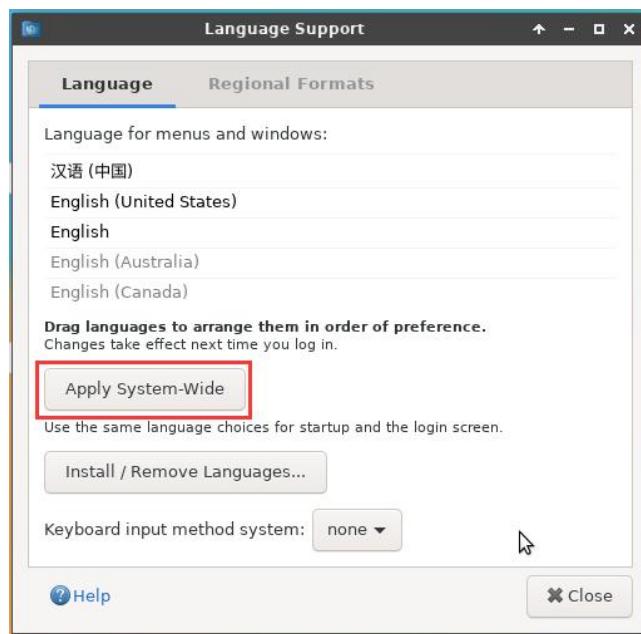 Language Support
Language Regional Formats
Language for menus and windows:
汉语 (中国)
English (United States)
English
English (Australia)
English (Canada)
Drag languages to arrange them in order of preference.
Changes take effect next time you log in.
Apply System-Wide
Use the same language choices for startup and the login screen.
Install / Remove Languages...
Keyboard input method system: none
Help Close